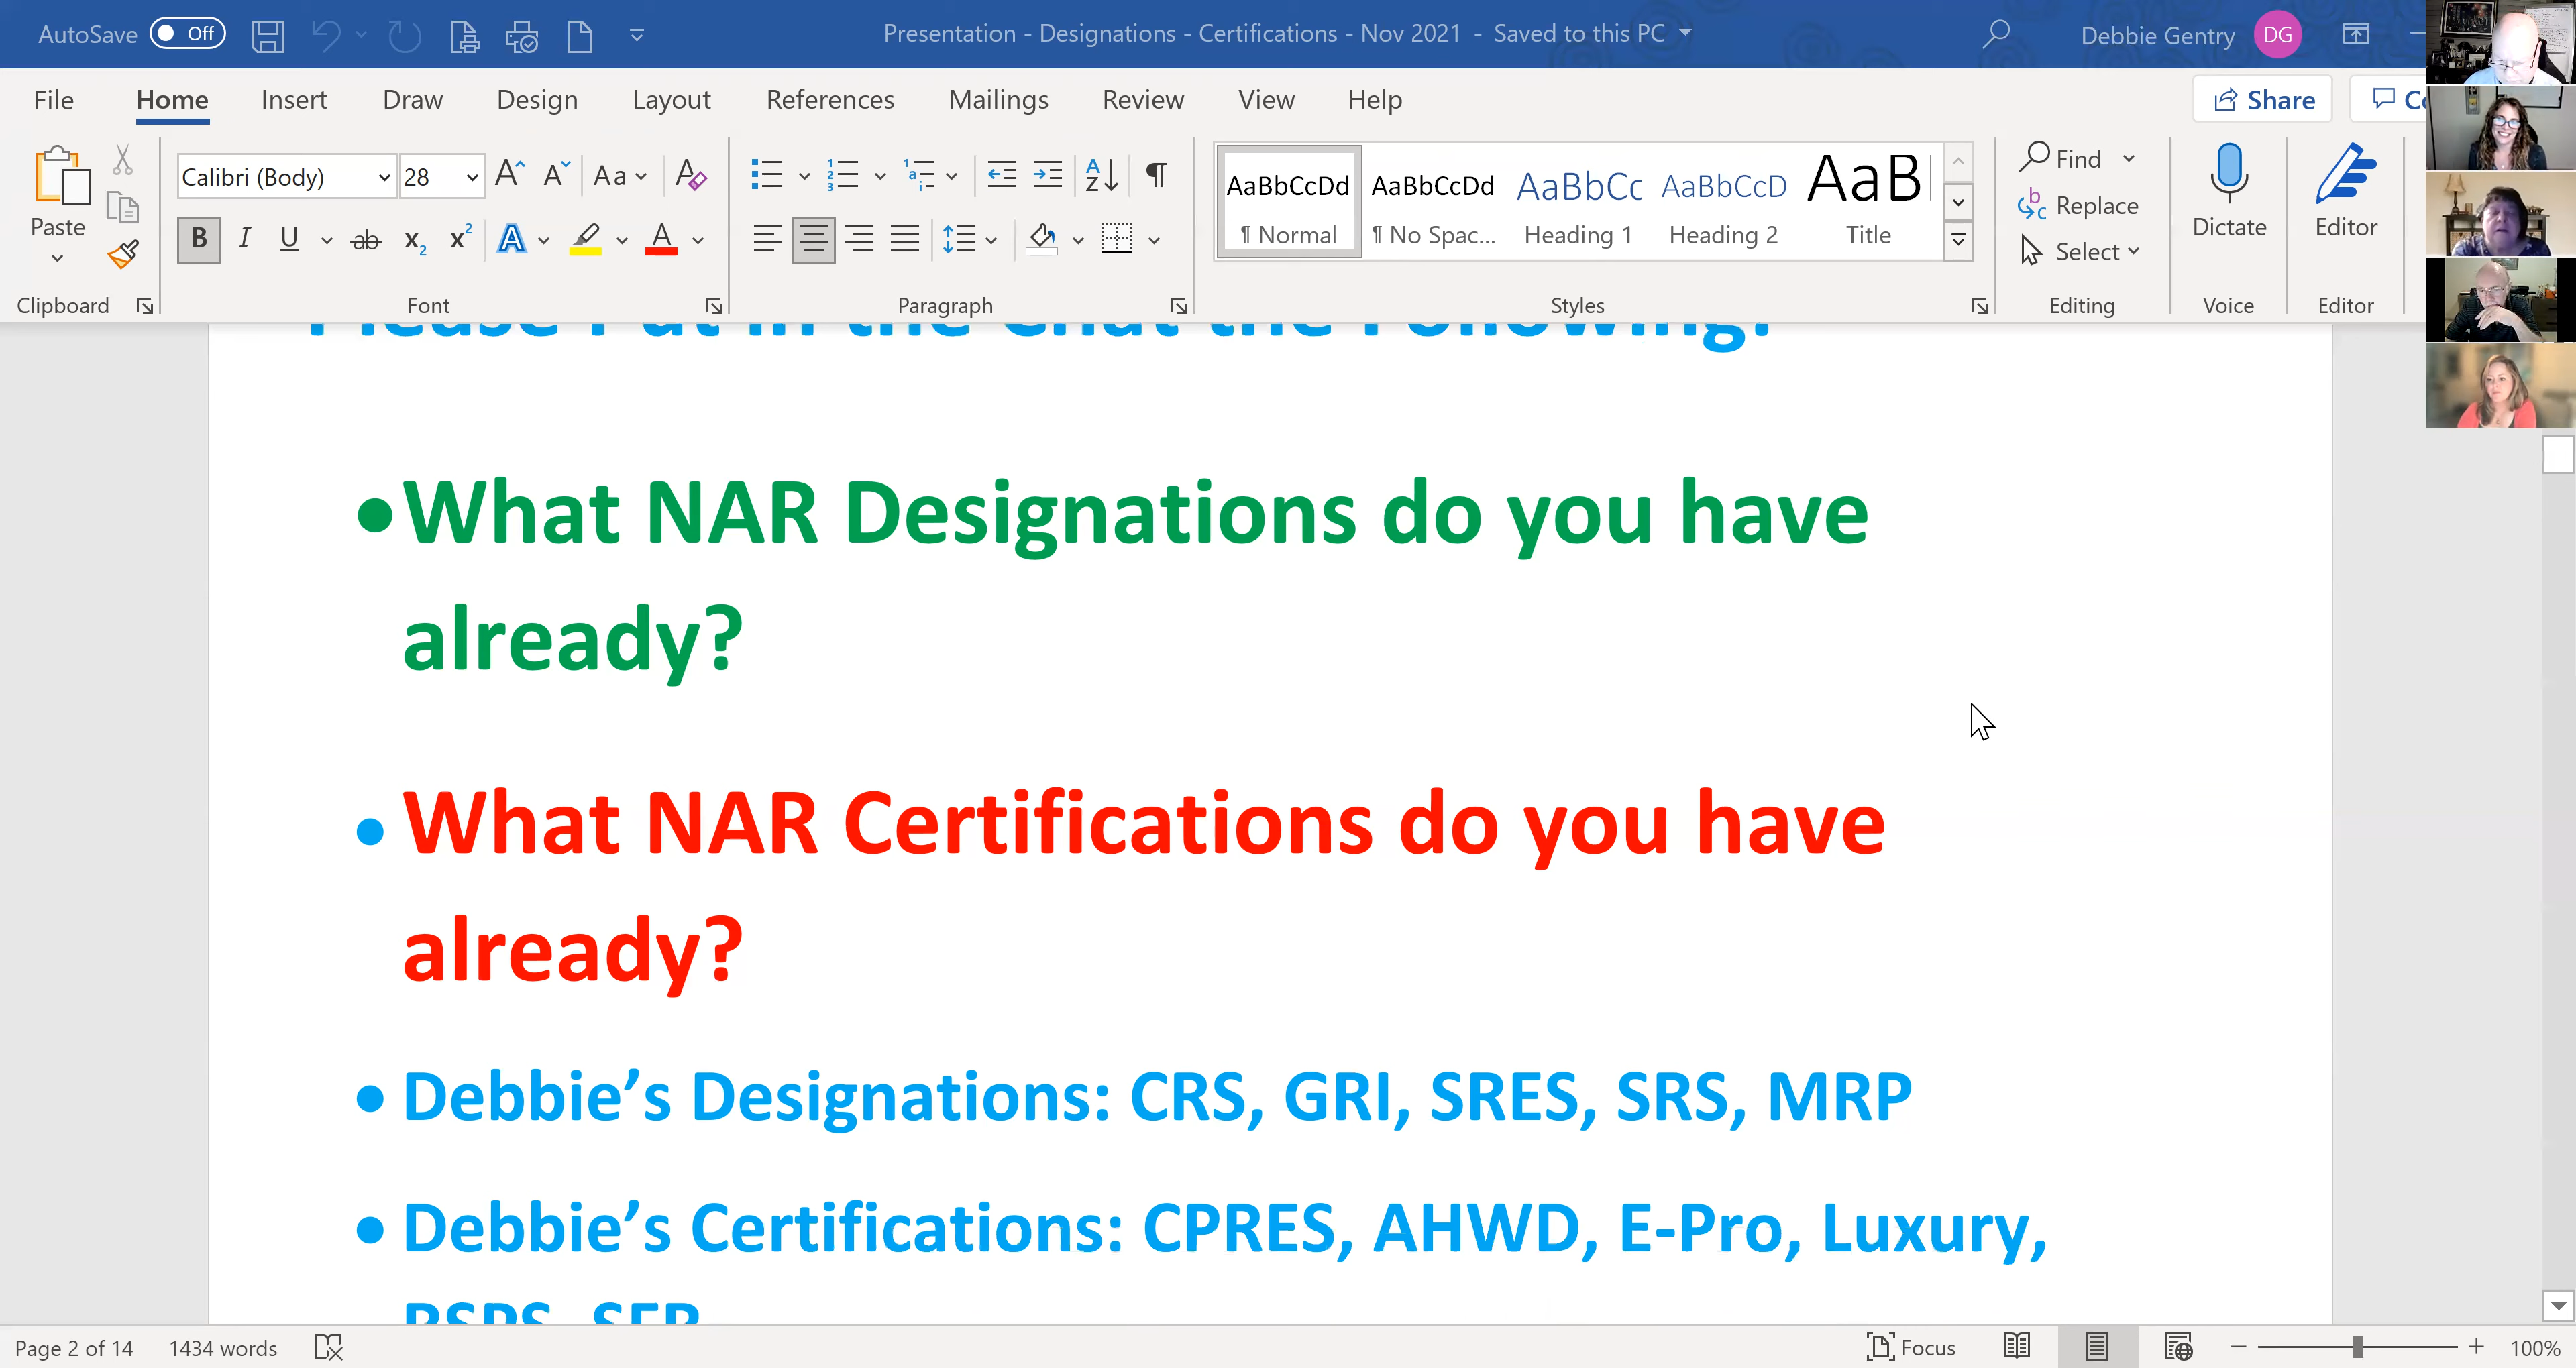 AutoSave Off Presentation - Designations - Certifications - Nov 2021 - Saved to this PC Debbie Gentry DG
File Home Insert Draw Design Layout References Mailings Review View Help Share
Paste Calibri (Body) 28 Aa
AaBbCcDd AaBbCcDd AaBbCc AaBbCcD AaB
¶ Normal ¶ No Spac... Heading 1 Heading 2 Title
Find
Replace
Select
Dictate Editor
Clipboard Font Paragraph Styles Editing Voice Editor
Please Put in the Chat the Following:
• What NAR Designations do you have
already?
• What NAR Certifications do you have
already?
• Debbie’s Designations: CRS, GRI, SRES, SRS, MRP
• Debbie’s Certifications: CPRES, AHWD, E-Pro, Luxury,
Page 2 of 14 1434 words Focus 100%